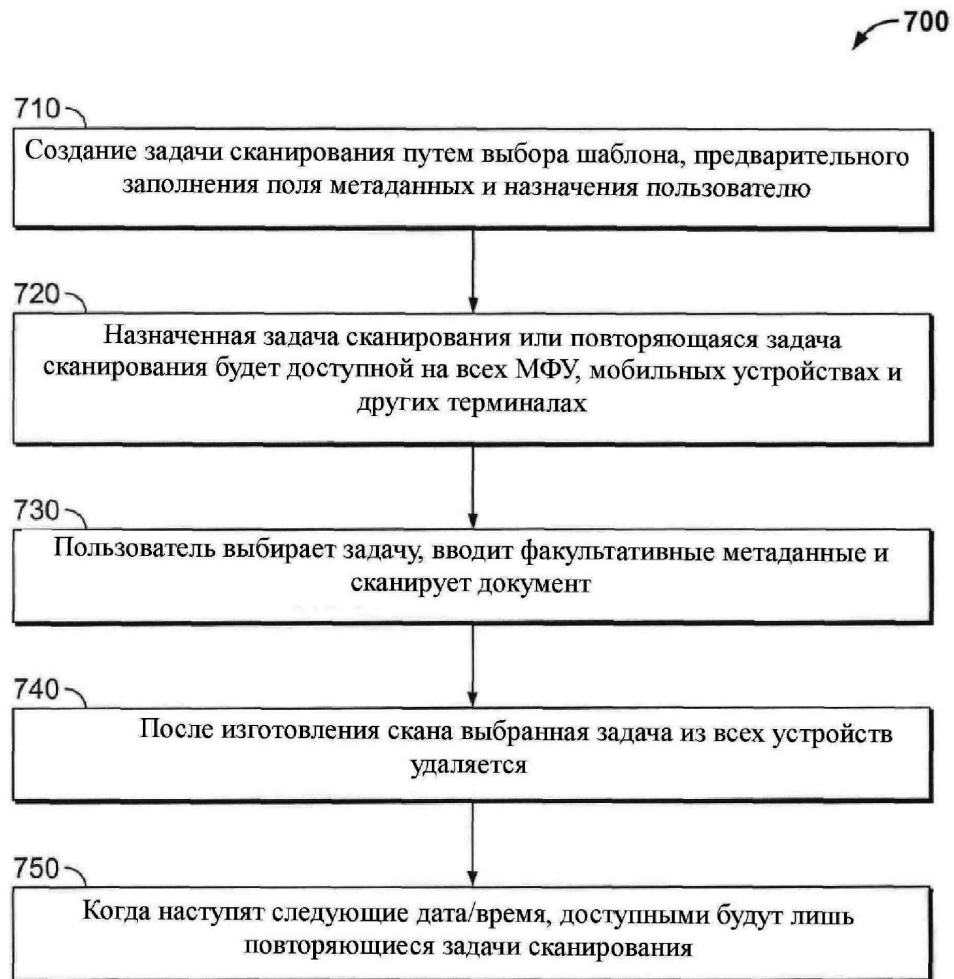 700
710
Создание задачи сканирования путем выбора шаблона, предварительного
заполнения поля метаданных и назначения пользователю
720
Назначенная задача сканирования или повторяющаяся задача
сканирования будет доступной на всех МФУ, мобильных устройствах и
других терминалах
730
Пользователь выбирает задачу, вводит факультативные метаданные и
сканирует документ
740
После изготовления скана выбранная задача из всех устройств
удаляется
750
Когда наступят следующие дата/время, доступными будут лишь
повторяющиеся задачи сканирования